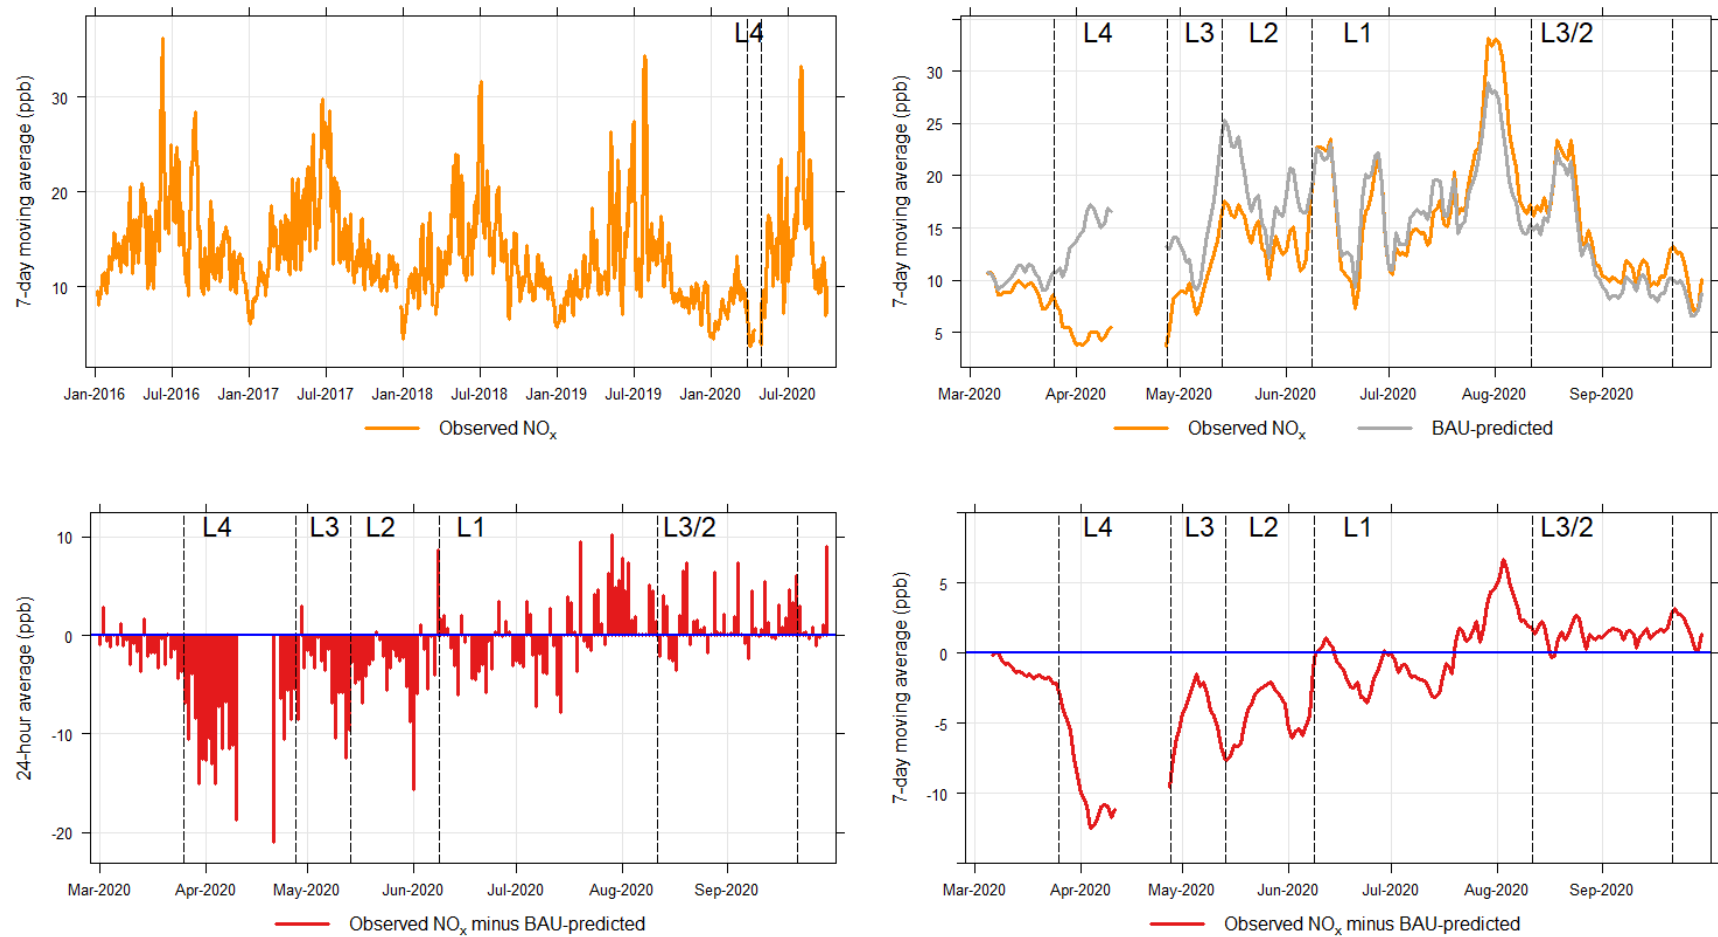 L4
7-day moving average (ppb)
30
20
10
Jan-2016 Jul-2016 Jan-2017 Jul-2017 Jan-2018 Jul-2018 Jan-2019 Jul-2019 Jan-2020 Jul-2020
Observed NOx
L4 L3 L2 L1 L3/2
7-day moving average (ppb)
30
25
20
15
10
5
Mar-2020 Apr-2020 May-2020 Jun-2020 Jul-2020 Aug-2020 Sep-2020
Observed NOx BAU-predicted
L4 L3 L2 L1 L3/2
24-hour average (ppb)
10
0
-10
-20
Mar-2020 Apr-2020 May-2020 Jun-2020 Jul-2020 Aug-2020 Sep-2020
Observed NOx minus BAU-predicted
L4 L3 L2 L1 L3/2
7-day moving average (ppb)
5
0
-5
-10
Mar-2020 Apr-2020 May-2020 Jun-2020 Jul-2020 Aug-2020 Sep-2020
Observed NOx minus BAU-predicted